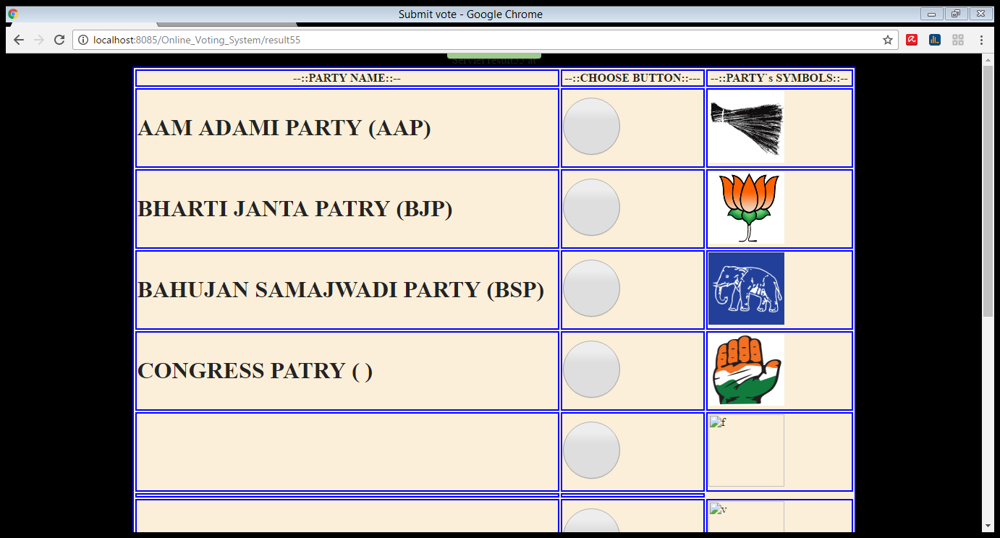 Submit vote - Google Chrome
localhost:8085/Online_Voting_System/result55
Servlet result55 at
--::PARTY NAME::-- --::CHOOSE BUTTON::--- --::PARTY`s SYMBOLS::--
AAM ADAMI PARTY (AAP)
BHARTI JANTA PATRY (BJP)
BAHUJAN SAMAJWADI PARTY (BSP)
CONGRESS PATRY ( )
f
v